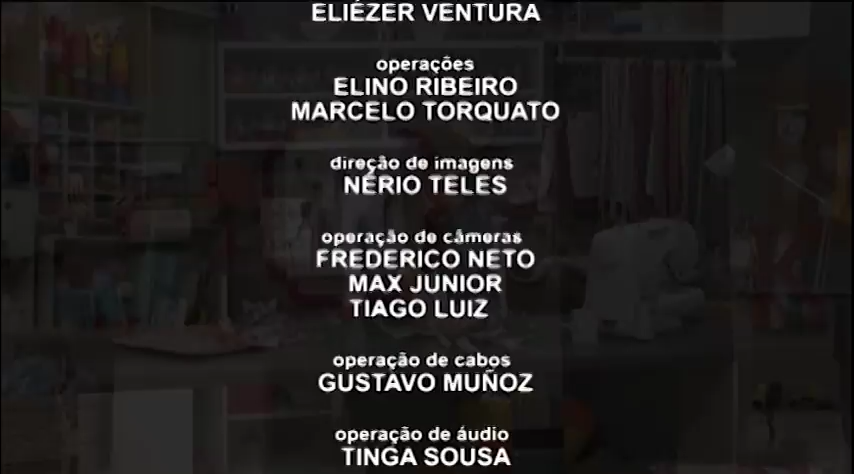 ELIÉZER VENTURA
operações
ELINO RIBEIRO
MARCELO TORQUATO
direção de imagens
NÉRIO TELES
operação de câmeras
FREDERICO NETO
MAX JUNIOR
TIAGO LUIZ
operação de cabos
GUSTAVO MUÑOZ
operação de áudio
TINGA SOUSA